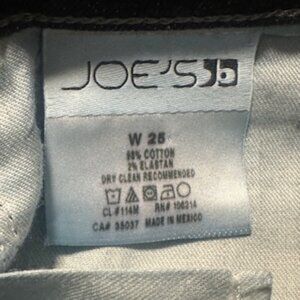 JOE'S
W 25
98% COTTON
2% ELASTAN
DRY CLEAN RECOMMENDED
CL #114M RN# 106214
CA# 35037 MADE IN MEXICO